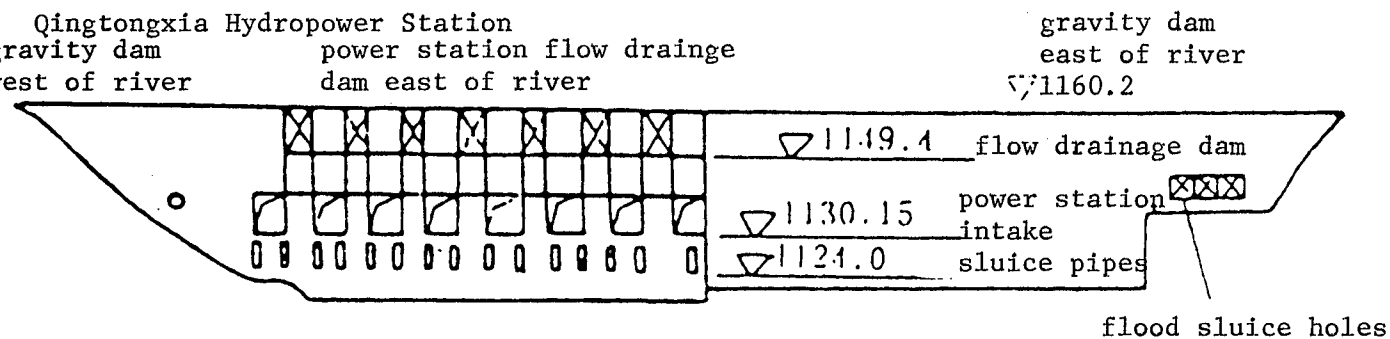 Qingtongxia Hydropower Station
gravity dam
west of river
power station flow drainge
dam east of river
gravity dam
east of river
1160.2
1149.4
flow drainage dam
1130.15
power station
intake
1124.0
sluice pipes
flood sluice holes